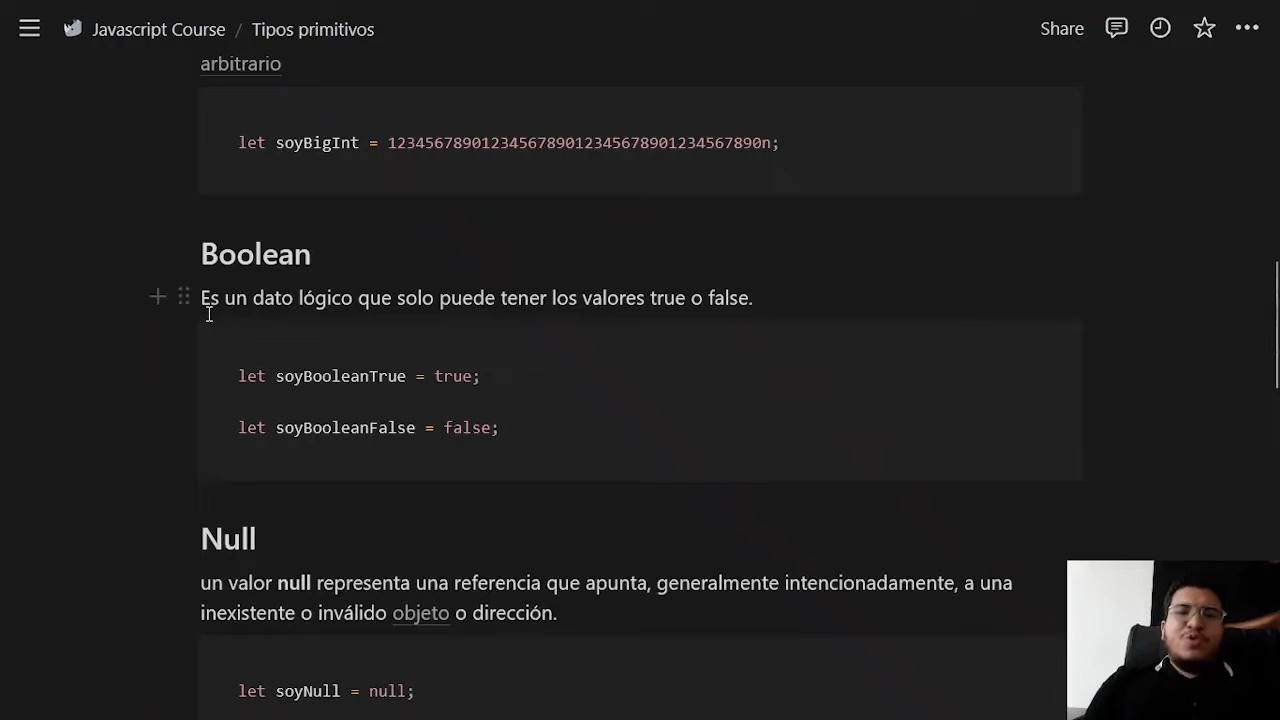 Javascript Course / Tipos primitivos
Share
arbitrario
let soyBigInt = 1234567890123456789012345678901234567890n;
Boolean
Es un dato lógico que solo puede tener los valores true o false.
let soyBooleanTrue = true;
let soyBooleanFalse = false;
Null
un valor null representa una referencia que apunta, generalmente intencionadamente, a una
inexistente o inválido objeto o dirección.
let soyNull = null;